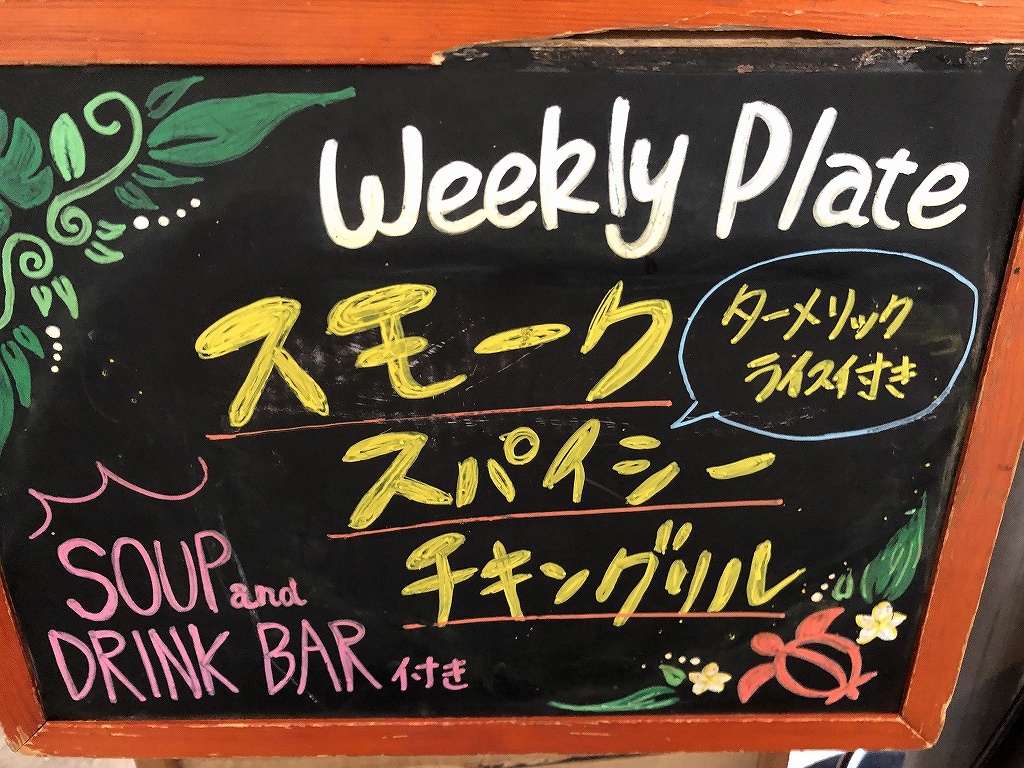 Weekly Plate
スモーク
スパイシー
チキングリル
ターメリック
ライス付き
SOUP and
DRINK BAR 付き